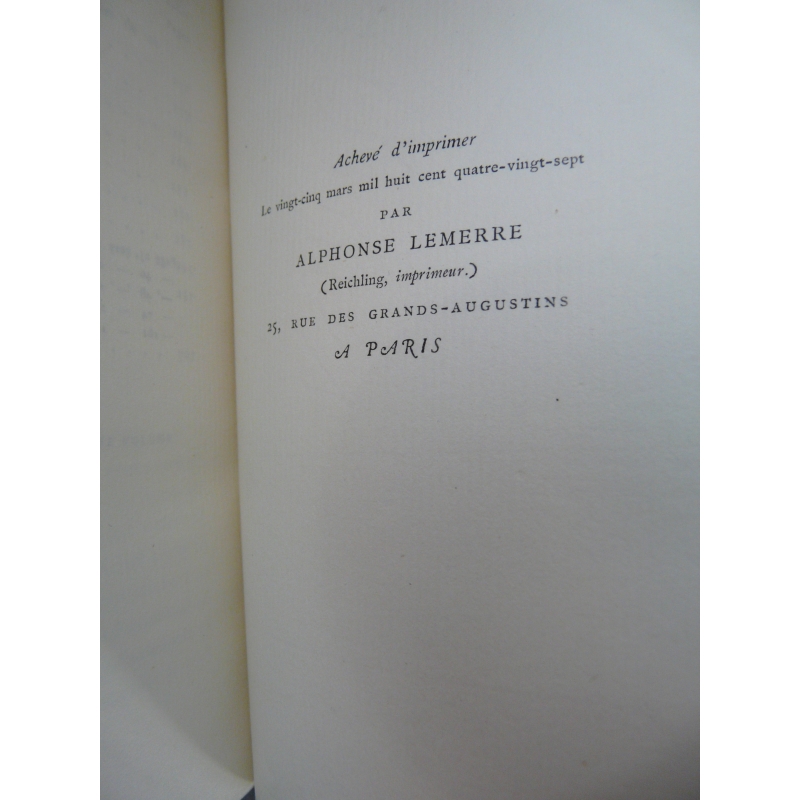 Achevé d'imprimer
Le vingt-cinq mars mil huit cent quatre-vingt-sept
PAR
ALPHONSE LEMERRE
(Reichling, imprimeur.)
25, RUE DES GRANDS-AUGUSTINS
A PARIS